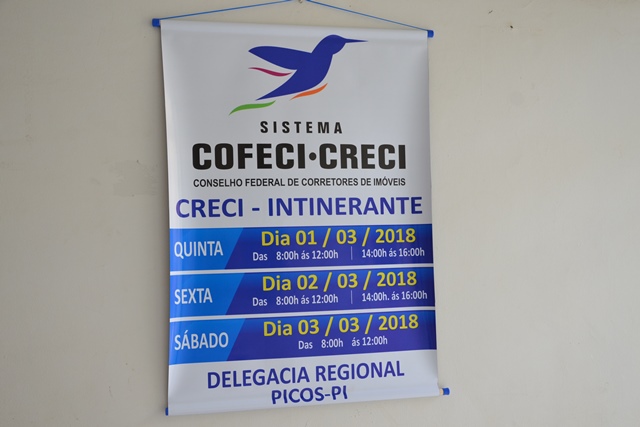 SISTEMA
COFECI•CRECI
CONSELHO FEDERAL DE CORRETORES DE IMÓVEIS
CRECI - INTINERANTE
QUINTA
Dia 01 / 03 / 2018
Das 8:00h ás 12:00h | 14:00h ás 16:00h
SEXTA
Dia 02 / 03 / 2018
Das 8:00h ás 12:00h | 14:00h. ás 16:00h
SÁBADO
Dia 03 / 03 / 2018
Das 8:00h ás 12:00h
DELEGACIA REGIONAL
PICOS-PI